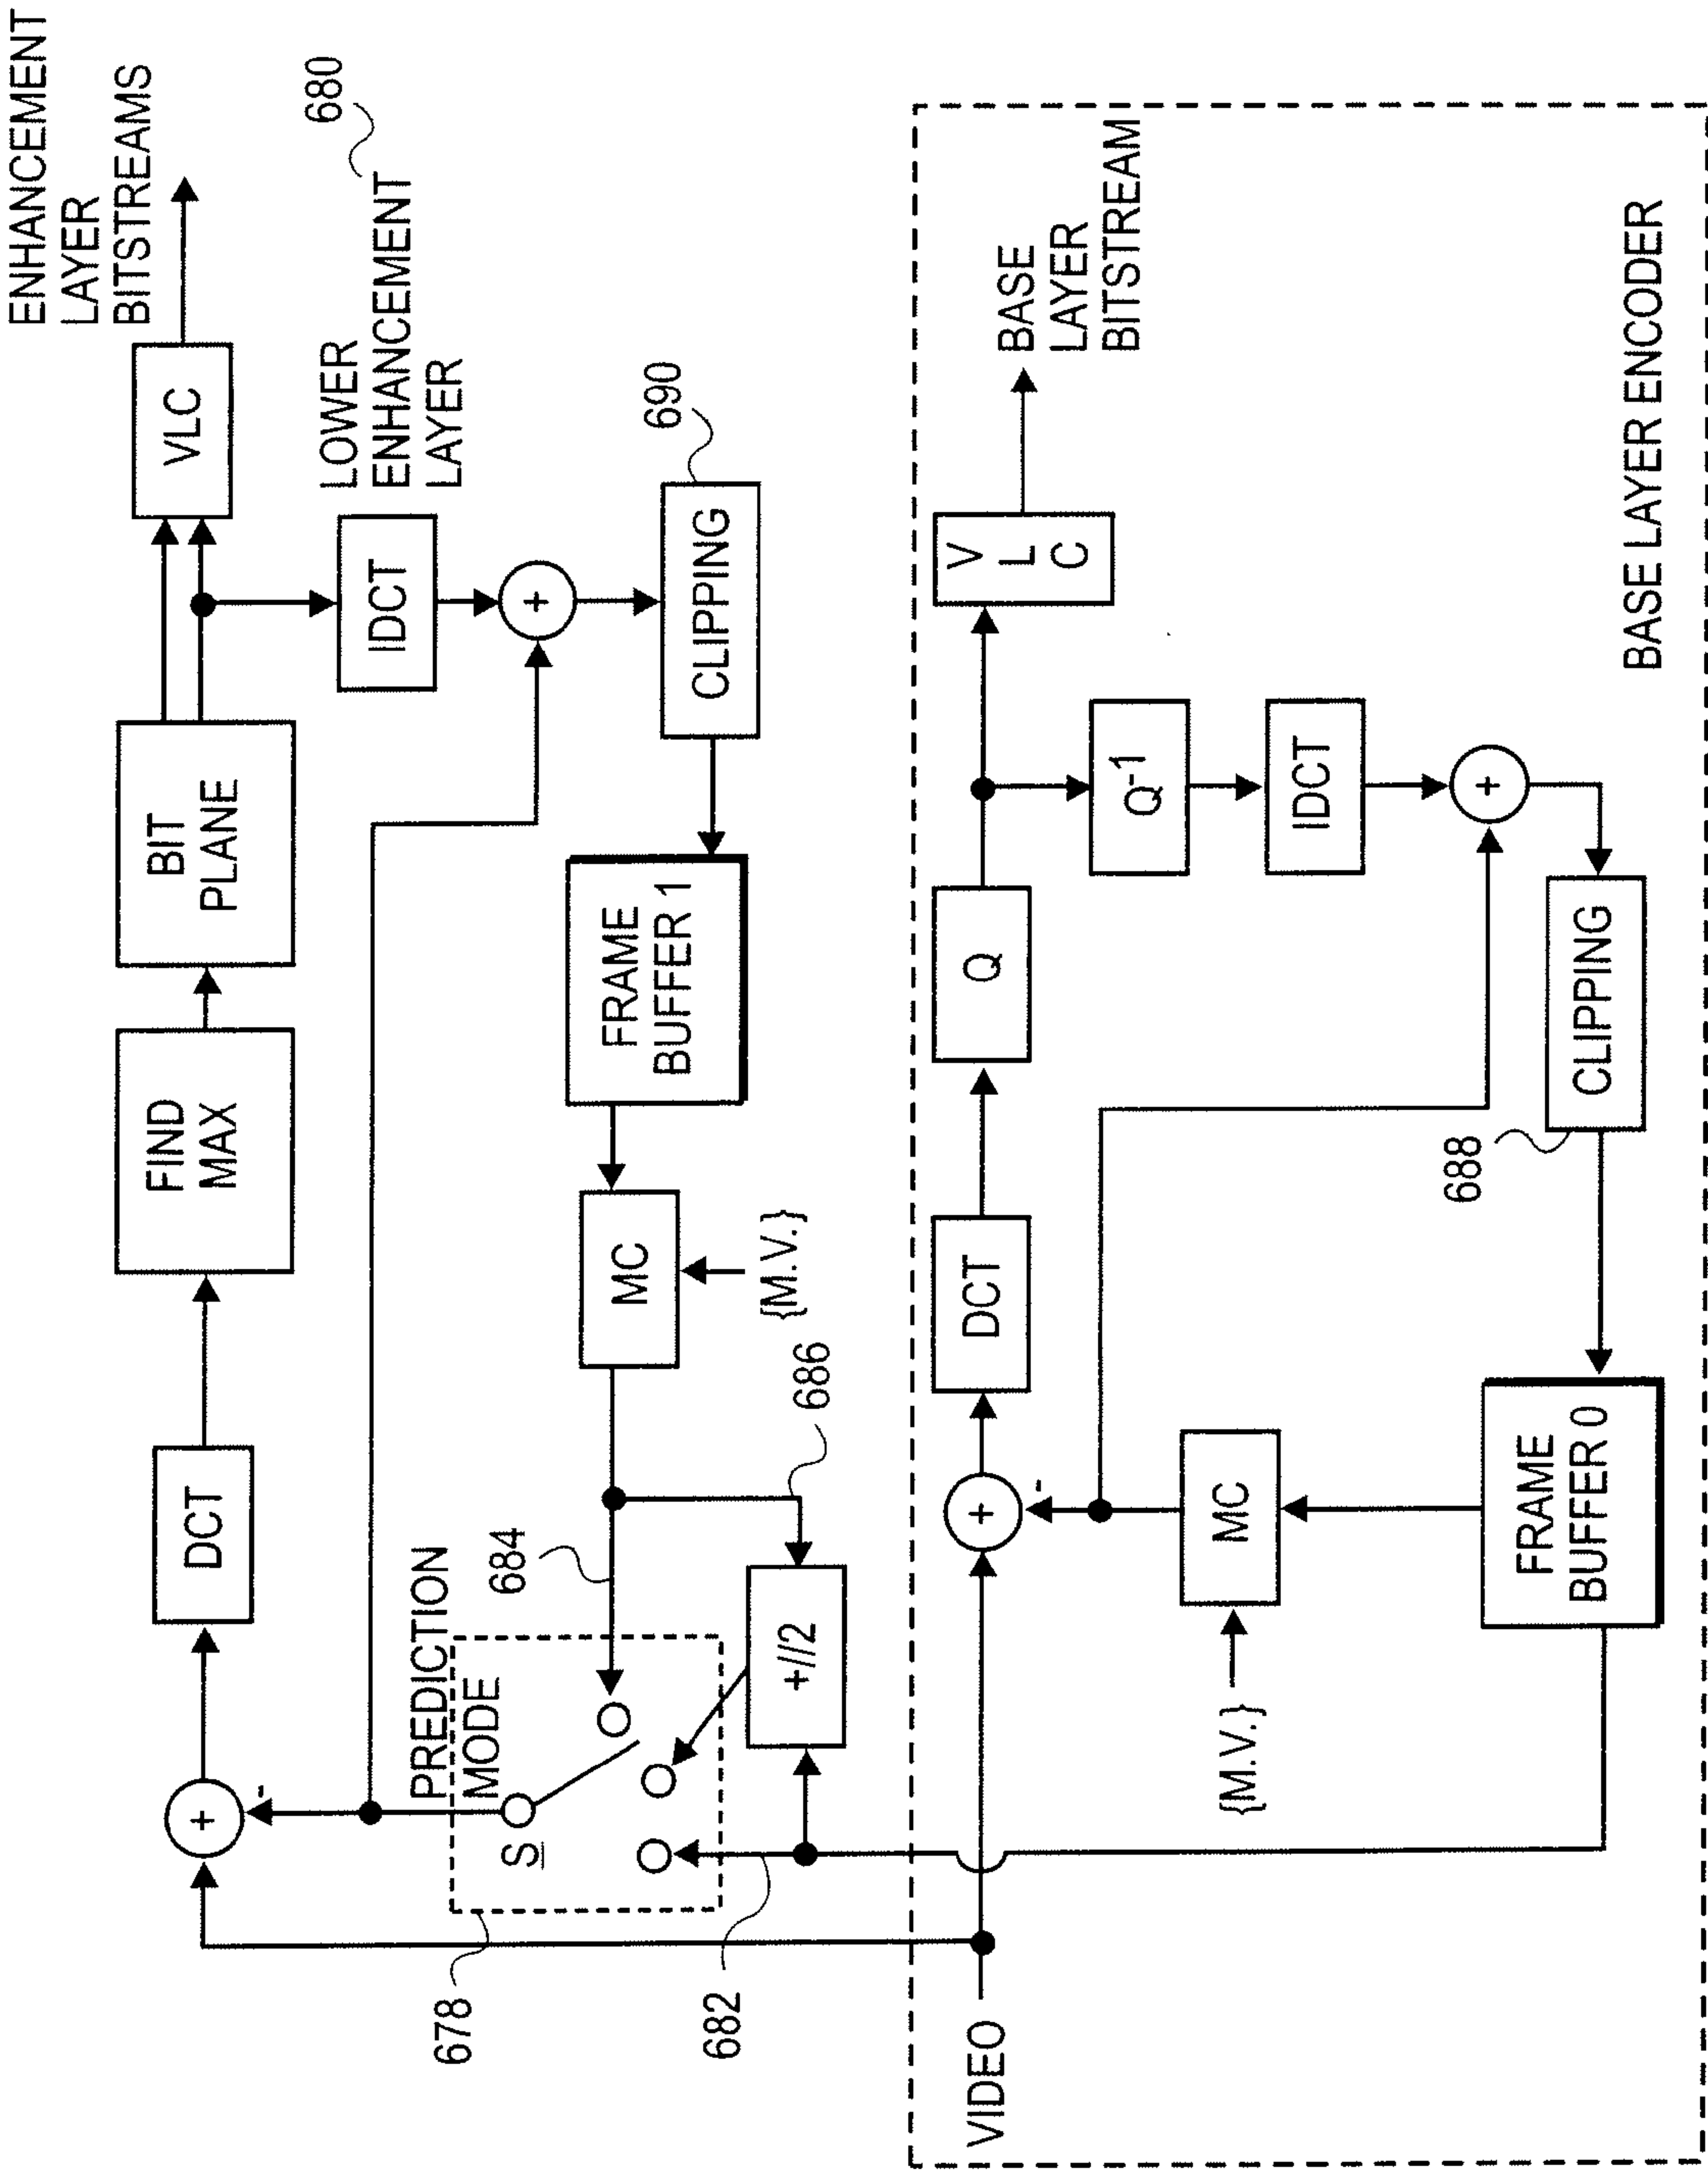 ENHANCEMENT
LAYER
BITSTREAMS
680
VLC
LOWER
ENHANCEMENT
LAYER
BIT
PLANE
FIND
MAX
DCT
+
-
IDCT
+
690
CLIPPING
FRAME
BUFFER 1
MC
{M.V.}
686
684
PREDICTION
MODE
S
+//2
678
682
BASE
LAYER
BITSTREAM
V
L
C
Q
Q-1
IDCT
+
DCT
+
-
CLIPPING
688
MC
{M.V.}
FRAME
BUFFER 0
VIDEO
BASE LAYER ENCODER